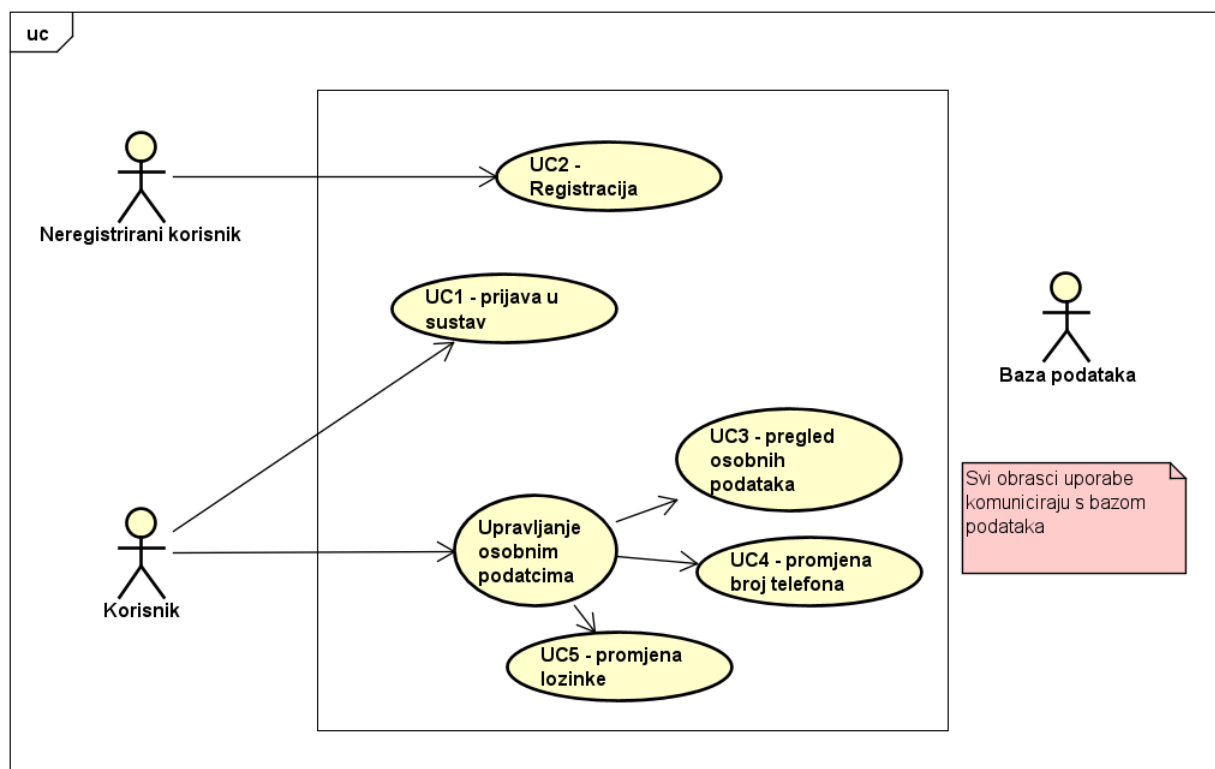 uc
UC2 -
Registracija
Neregistrirani korisnik
UC1 - prijava u
sustav
Baza podataka
UC3 - pregled
osobnih
podataka
Svi obrasci uporabe
komuniciraju s bazom
podataka
Upravljanje
osobnim
podatcima
UC4 - promjena
broj telefona
Korisnik
UC5 - promjena
lozinke